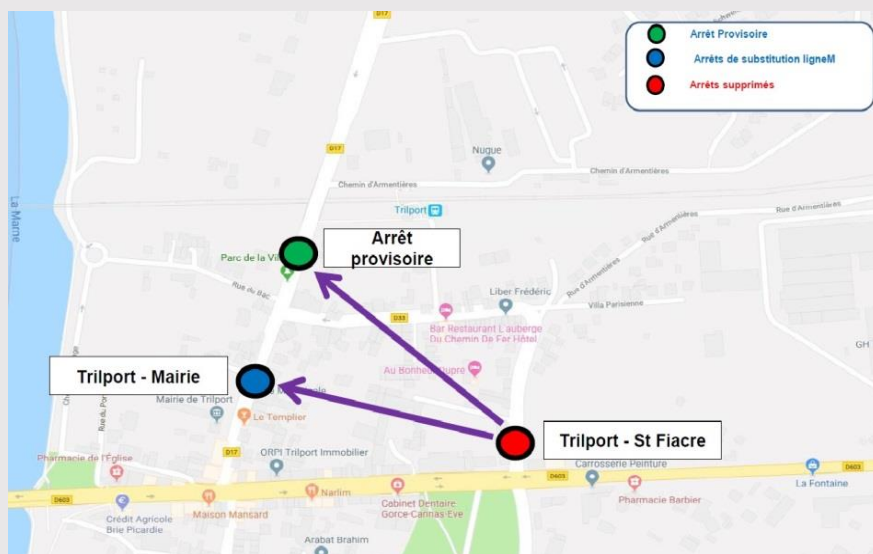 D17
Arrêt Provisoire
Arrêts de substitution ligneM
Arrêts supprimés
D17
Nugue
Chemin d'Armentières
Chemin d'Armentières
La Marne
Trilport
Rue d'Armentières
Arrêt
provisoire
Parc de la
Rue d'Armentières
Rue du Bac
Liber Frédéric
Villa Parisienne
D33
Bar Restaurant L'auberge
Du Chemin De Fer Hôtel
GH
Trilport - Mairie
Au Bonheur
Mairie de Trilport
Le Templier
Rue du
Trilport - St Fiacre
D17
ORPI Trilport Immobilier
Pharmacie de l'Église
Carrosserie Peinture
D603
La Fontaine
D603
D603
Crédit Agricole
Brie Picardie
Maison Mansard
Narlim
Cabinet Dentaire
Gorce-Cannas-Eve
Pharmacie Barbier
Arabat Brahim